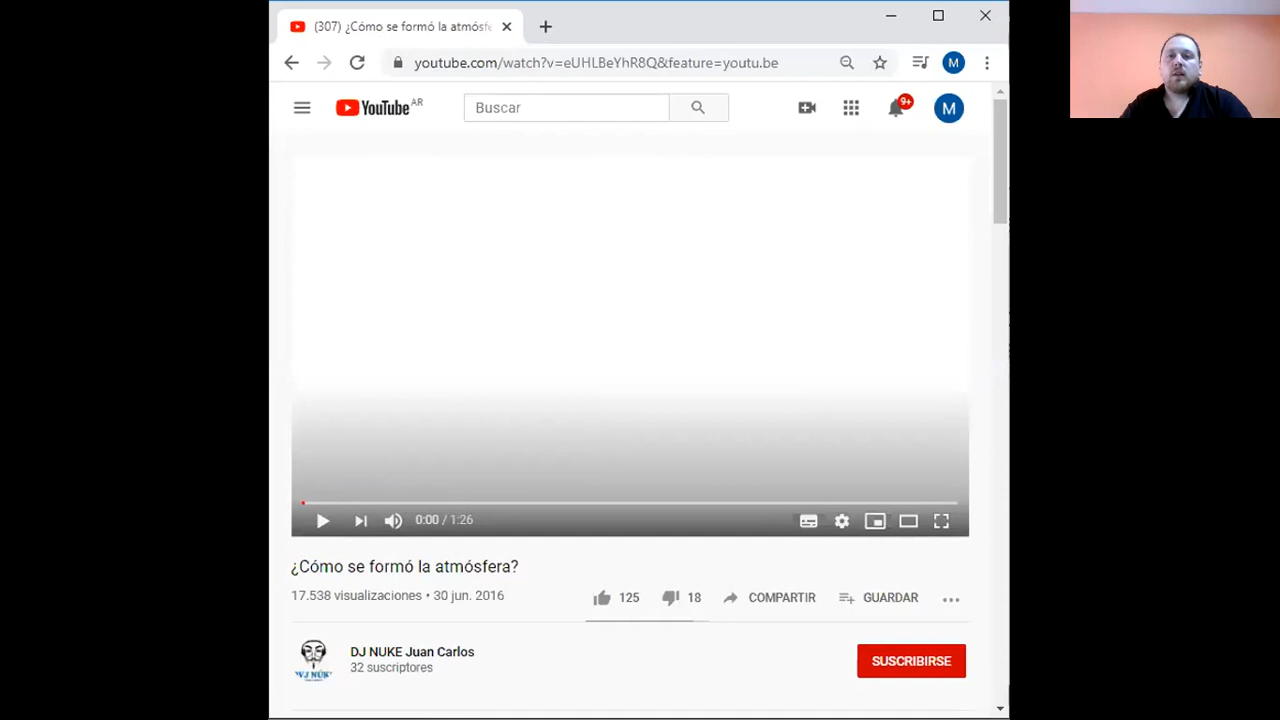 (307) ¿Cómo se formó la atmósfe
youtube.com/watch?v=eUHLBeYhR8Q&feature=youtu.be
M
YouTube AR
Buscar
9+
M
0:00 / 1:26
¿Cómo se formó la atmósfera?
17.538 visualizaciones • 30 jun. 2016
125
18
COMPARTIR
GUARDAR
DJ NUKE Juan Carlos
32 suscriptores
SUSCRIBIRSE